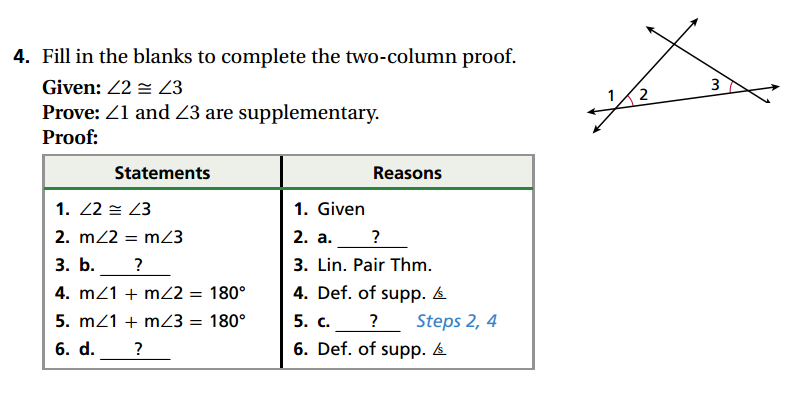 4. Fill in the blanks to complete the two-column proof.
Given: ∠2 ≅ ∠3
Prove: ∠1 and ∠3 are supplementary.
Proof:
Statements Reasons
1. ∠2 ≅ ∠3 1. Given
2. m∠2 = m∠3 2. a. ____?____
3. b. ____?____ 3. Lin. Pair Thm.
4. m∠1 + m∠2 = 180° 4. Def. of supp. ∡
5. m∠1 + m∠3 = 180° 5. c. ____?____ Steps 2, 4
6. d. ____?____ 6. Def. of supp. ∡
1 2 3